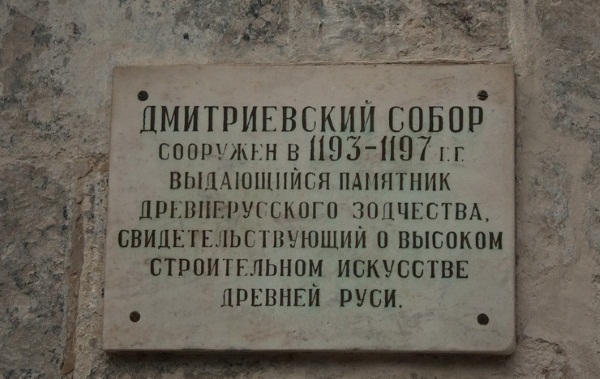 ДМИТРИЕВСКИЙ СОБОР
СООРУЖЕН В 1193-1197 Г.Г.
ВЫДАЮЩИЙСЯ ПАМЯТНИК
ДРЕВНЕРУССКОГО ЗОДЧЕСТВА,
СВИДЕТЕЛЬСТВУЮЩИЙ О ВЫСОКОМ
СТРОИТЕЛЬНОМ ИСКУССТВЕ
ДРЕВНЕЙ РУСИ.